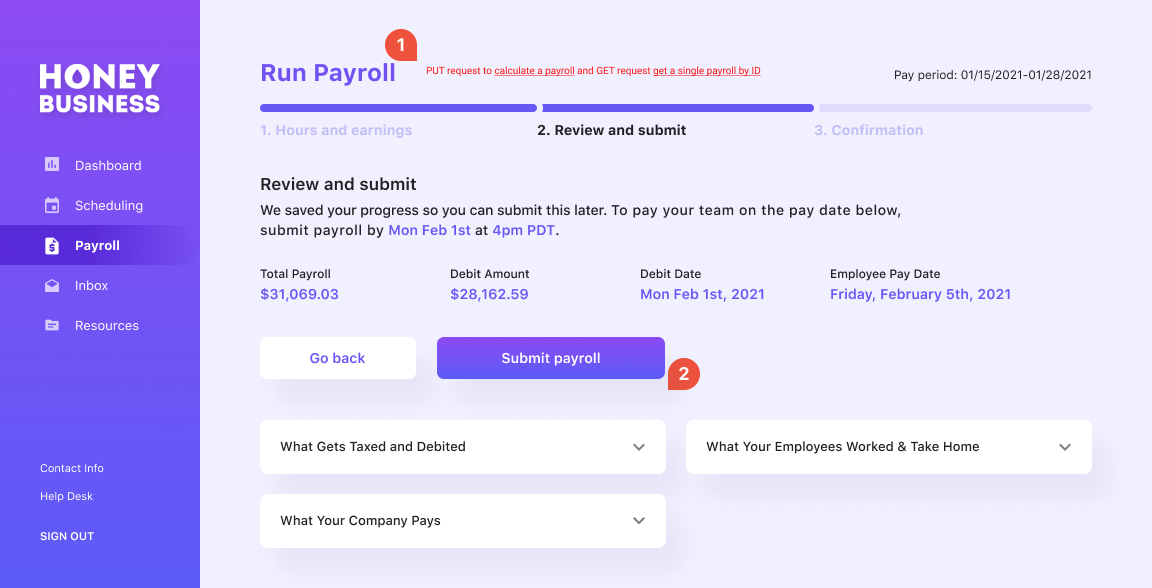 HONEY
BUSINESS
Dashboard
Scheduling
Payroll
Inbox
Resources
Contact Info
Help Desk
SIGN OUT
1
Run Payroll
PUT request to calculate a payroll and GET request get a single payroll by ID
Pay period: 01/15/2021-01/28/2021
1. Hours and earnings
2. Review and submit
3. Confirmation
Review and submit
We saved your progress so you can submit this later. To pay your team on the pay date below,
submit payroll by Mon Feb 1st at 4pm PDT.
Total Payroll
$31,069.03
Debit Amount
$28,162.59
Debit Date
Mon Feb 1st, 2021
Employee Pay Date
Friday, February 5th, 2021
Go back
Submit payroll
2
What Gets Taxed and Debited
What Your Employees Worked & Take Home
What Your Company Pays